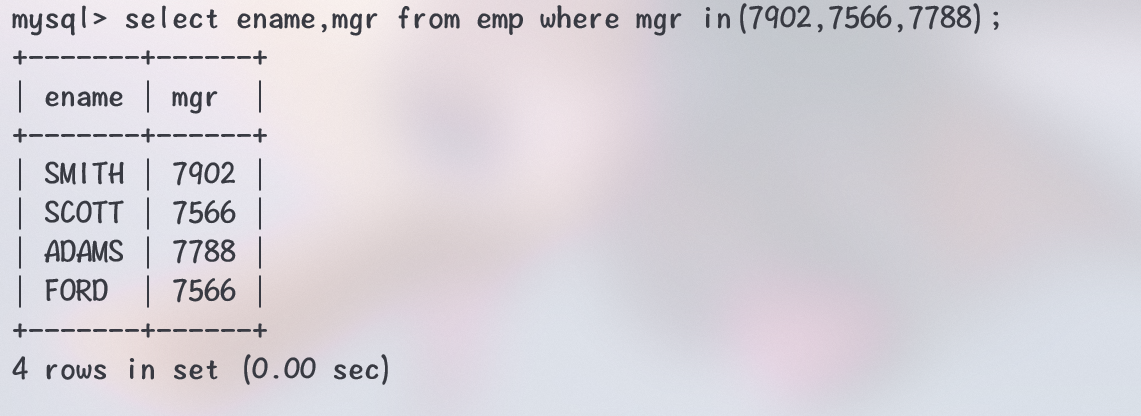 mysql> select ename,mgr from emp where mgr in(7902,7566,7788);
+-------+------+
| ename | mgr  |
+-------+------+
| SMITH | 7902 |
| SCOTT | 7566 |
| ADAMS | 7788 |
| FORD  | 7566 |
+-------+------+
4 rows in set (0.00 sec)